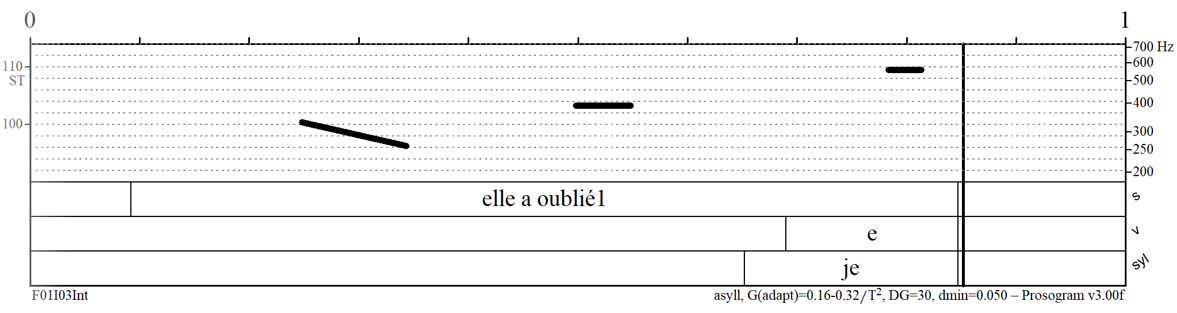 0 1
700 Hz
110 600
ST 500
400
100 300
250
200
elle a oublié1 s
e v
je syl
F01I03Int asyll, G(adapt)=0.16-0.32/T², DG=30, dmin=0.050 – Prosogram v3.00f